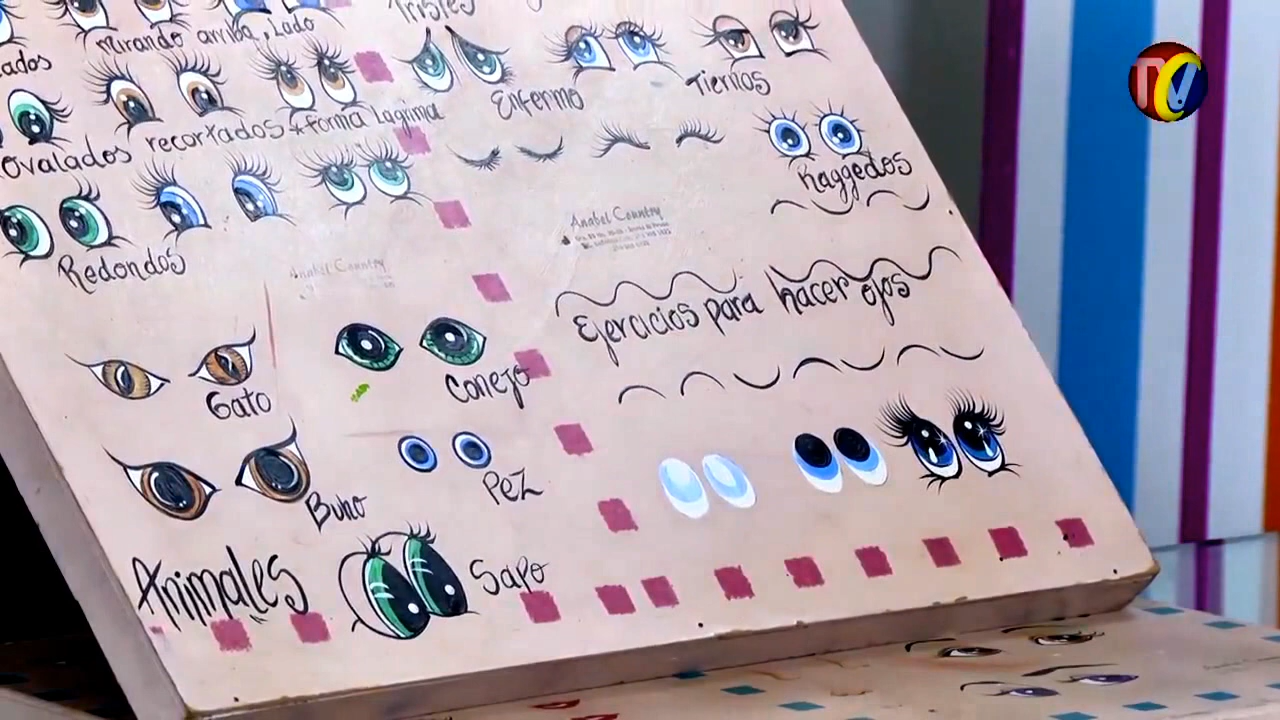 Tristes
Mirando arriba, Lado
Enfermo
Tiernos
Ovalados recortados * forma Lagrima
Raggedos
Redondos
Anabel Country
Anabel Country
Ejercicios para hacer ojos
Gato
Conejo
Buho
Pez
Animales
Sapo